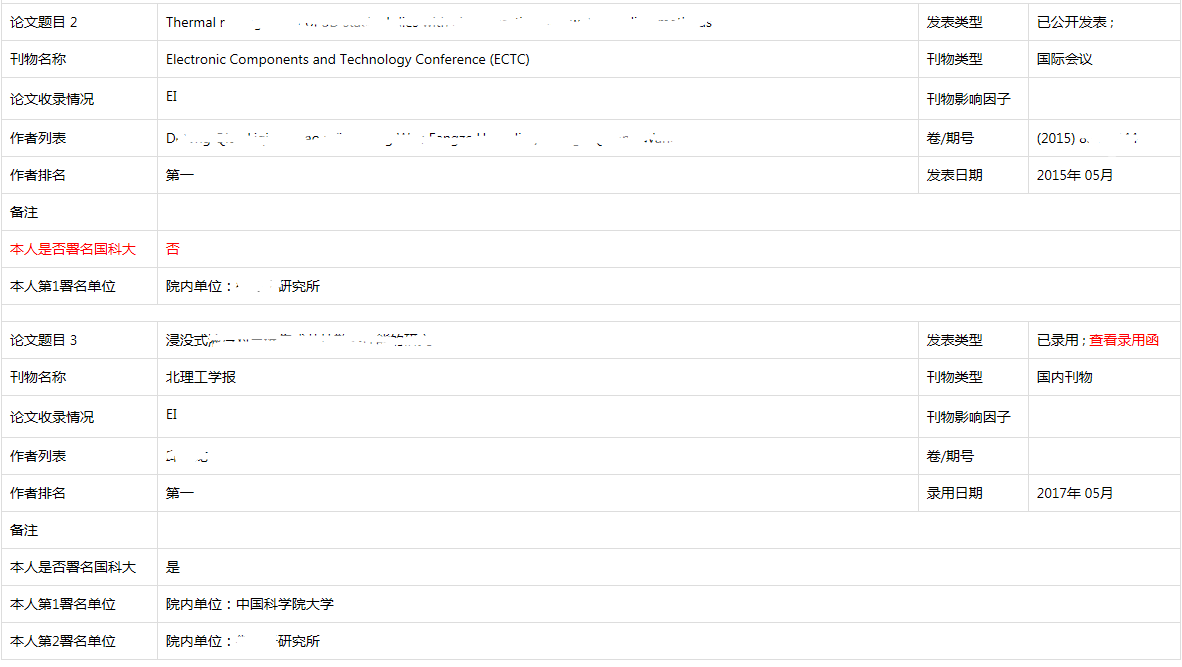 论文题目 2 Thermal 发表类型 已公开发表 ;
刊物名称 Electronic Components and Technology Conference (ECTC) 刊物类型 国际会议
论文收录情况 EI 刊物影响因子
作者列表 卷/期号 (2015)
作者排名 第一 发表日期 2015年 05月
备注
本人是否署名国科大 否
本人第1署名单位 院内单位： 研究所
论文题目 3 浸没式 发表类型 已录用 ; 查看录用函
刊物名称 北理工学报 刊物类型 国内刊物
论文收录情况 EI 刊物影响因子
作者列表 卷/期号
作者排名 第一 录用日期 2017年 05月
备注
本人是否署名国科大 是
本人第1署名单位 院内单位：中国科学院大学
本人第2署名单位 院内单位： 研究所